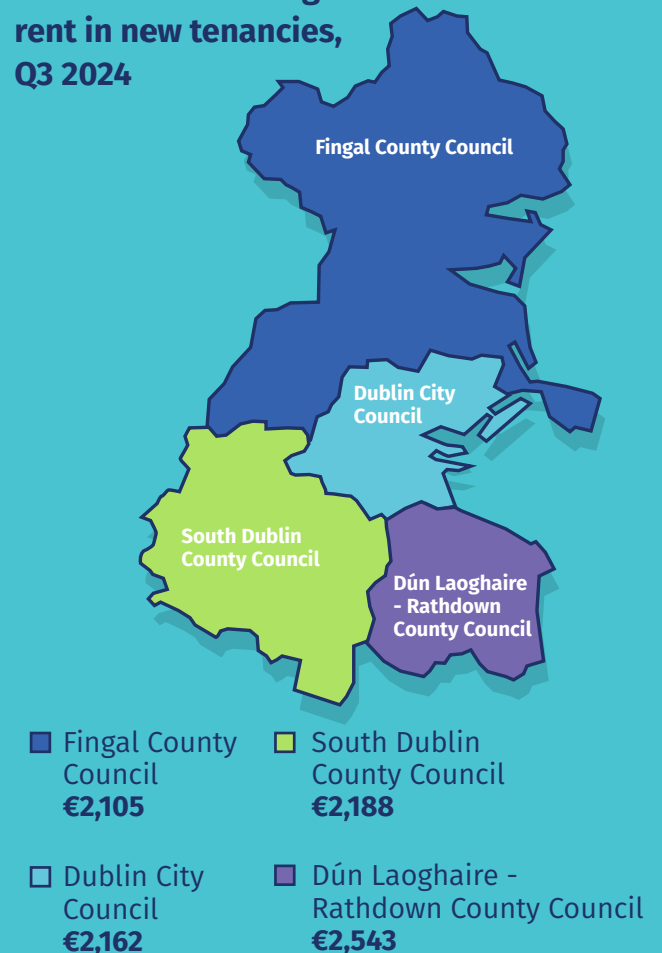 rent in new tenancies,
Q3 2024
Fingal County Council
Dublin City
Council
South Dublin
County Council
Dún Laoghaire
- Rathdown
County Council
Fingal County
Council
€2,105
South Dublin
County Council
€2,188
Dublin City
Council
€2,162
Dún Laoghaire -
Rathdown County Council
€2,543